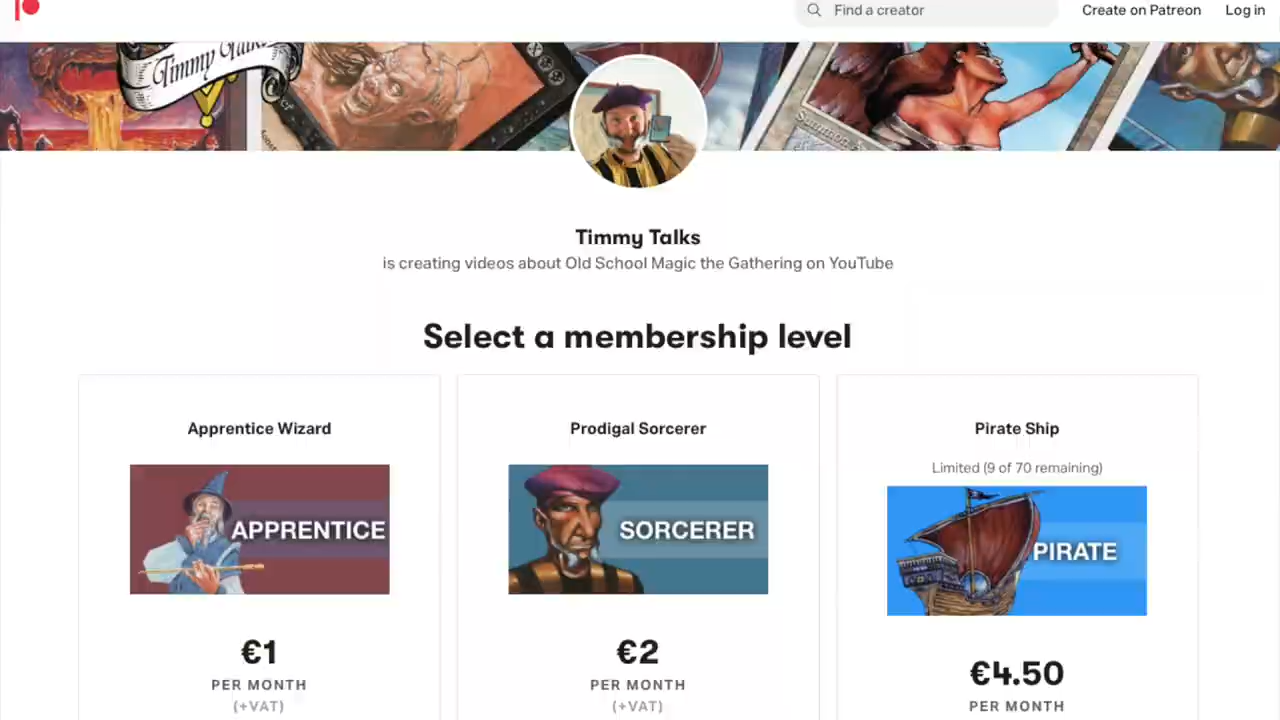 Find a creator
Create on Patreon
Log in
Timmy Talks
Summon
Timmy Talks
is creating videos about Old School Magic the Gathering on YouTube
Select a membership level
Apprentice Wizard
Prodigal Sorcerer
Pirate Ship
Limited (9 of 70 remaining)
APPRENTICE
SORCERER
PIRATE
€1
€2
€4.50
PER MONTH
PER MONTH
PER MONTH
(+VAT)
(+VAT)